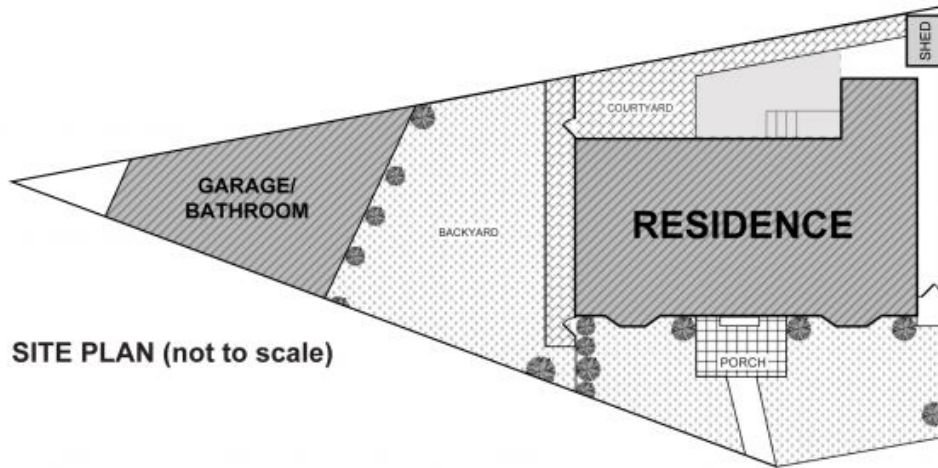 SHED
COURTYARD
GARAGE/
BATHROOM
RESIDENCE
BACKYARD
SITE PLAN (not to scale)
PORCH